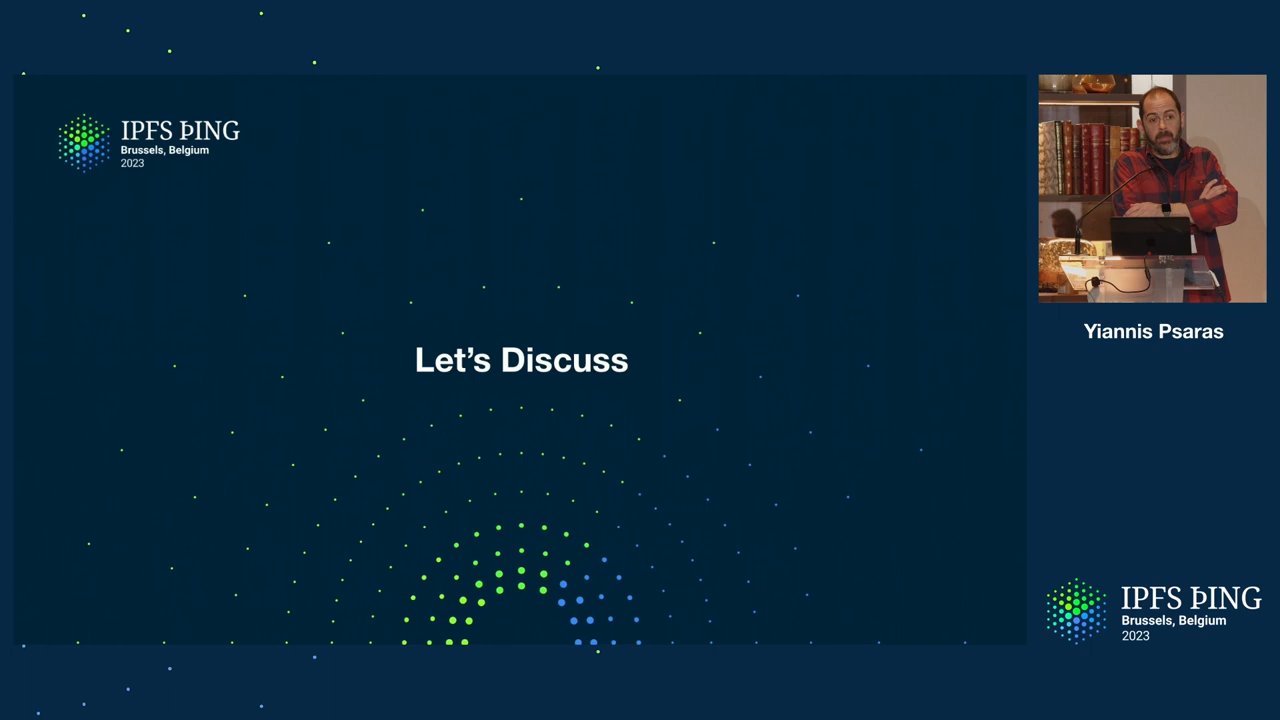 IPFS ÞING
Brussels, Belgium
2023
Let's Discuss
Yiannis Psaras
IPFS ÞING
Brussels, Belgium
2023